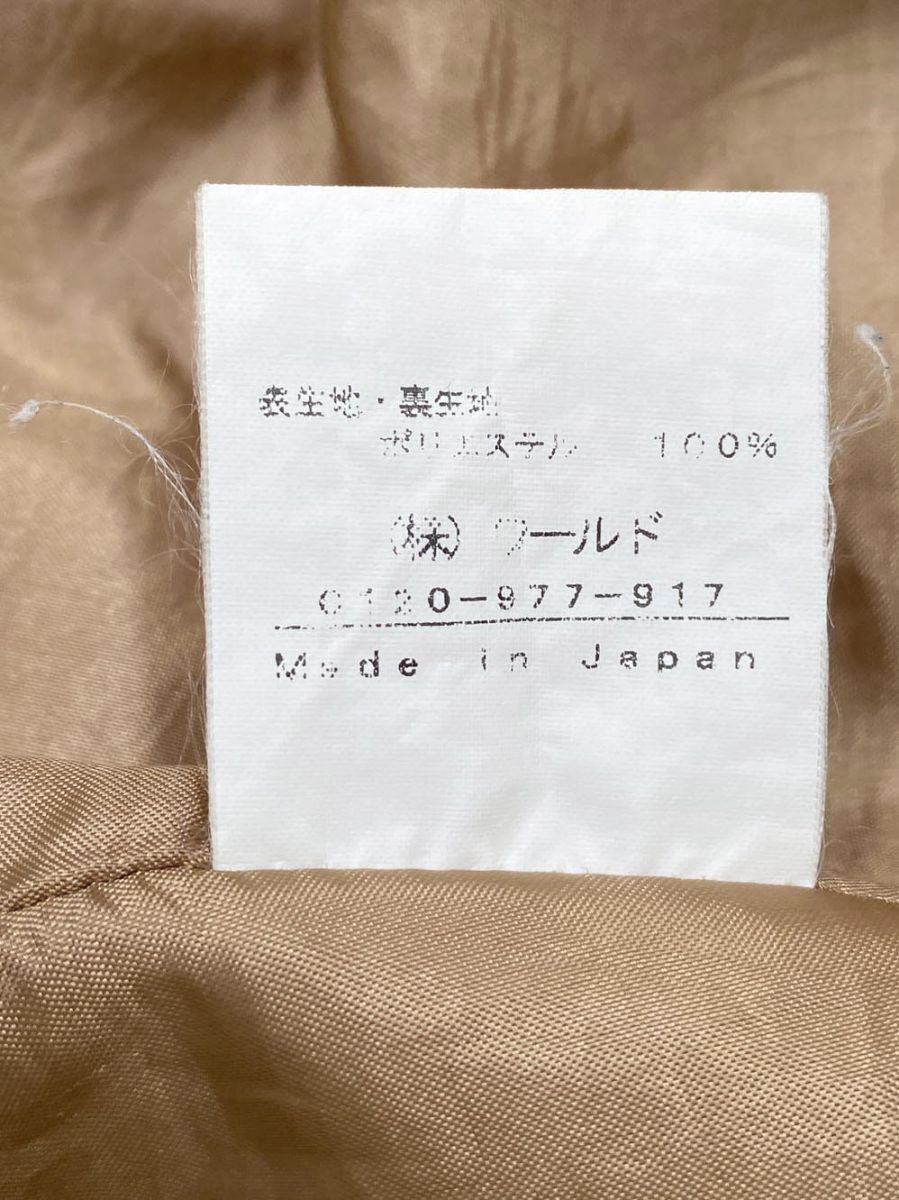 表生地・裏生地
ポリエステル 100%
(株)ワールド
0120-977-917
Made in Japan